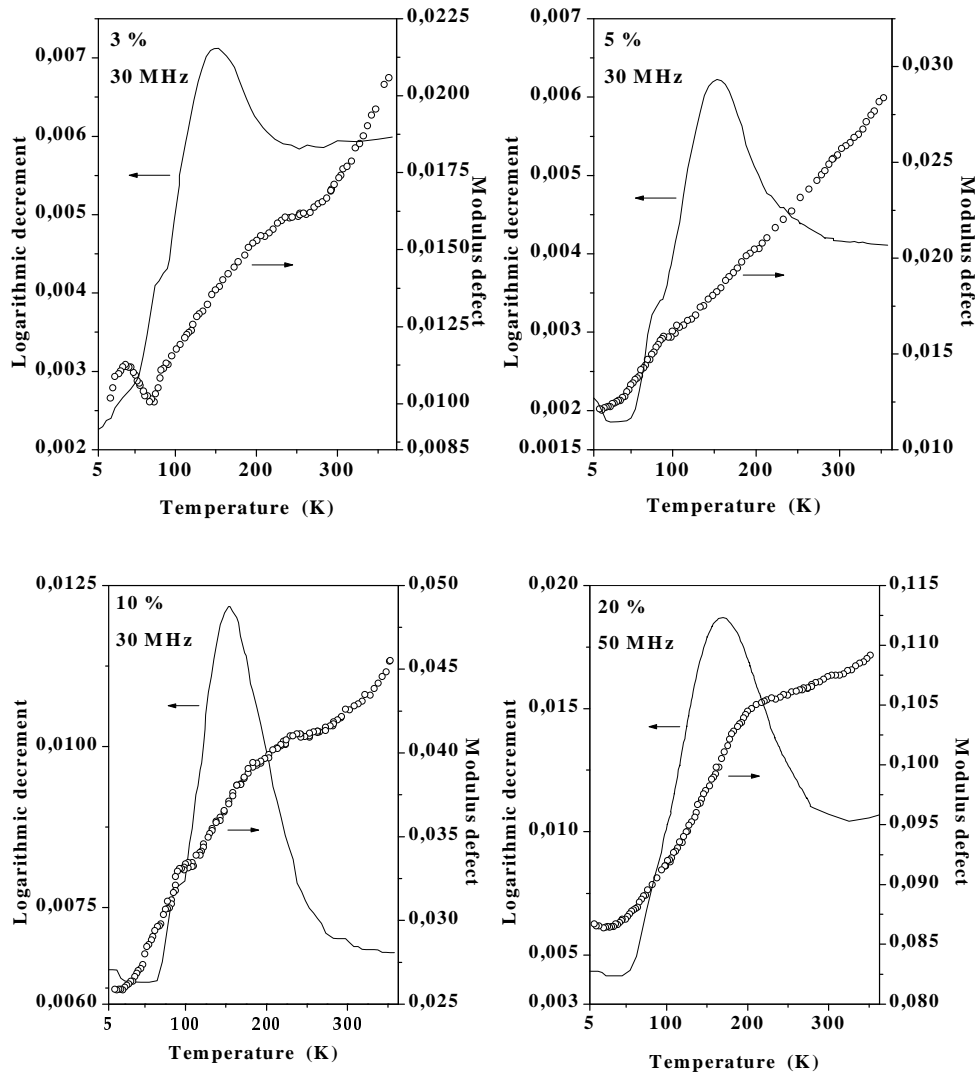 3 %
30 MHz
Logarithmic decrement
0,007
0,006
0,005
0,004
0,003
0,002
0,0225
0,0200
0,0175
0,0150
0,0125
0,0100
0,0085
Modulus defect
5 100 200 300
Temperature (K)
5 %
30 MHz
Logarithmic decrement
0,007
0,006
0,005
0,004
0,003
0,002
0,0015
0,030
0,025
0,020
0,015
0,010
Modulus defect
5 100 200 300
Temperature (K)
10 %
30 MHz
Logarithmic decrement
0,0125
0,0100
0,0075
0,0060
0,050
0,045
0,040
0,035
0,030
0,025
Modulus defect
5 100 200 300
Temperature (K)
20 %
50 MHz
Logarithmic decrement
0,020
0,015
0,010
0,005
0,003
0,115
0,110
0,105
0,100
0,095
0,090
0,085
0,080
Modulus defect
5 100 200 300
Temperature (K)